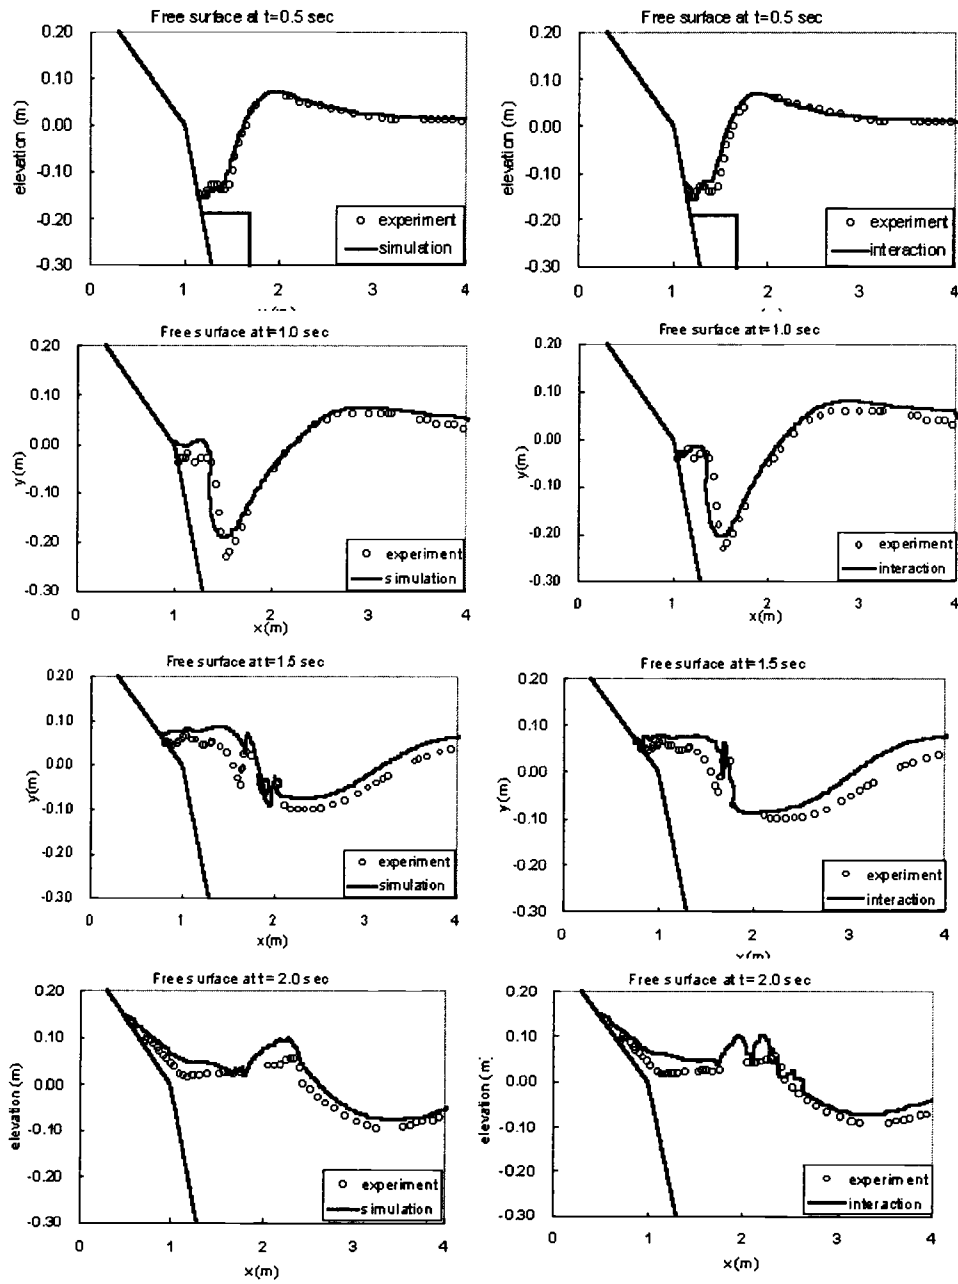 Free surface at t=0.5 sec
elevation (m)
0.10
0.00
-0.10
-0.20
-0.30
0 1 2 3 4
experiment
simulation
Free surface at t=0.5 sec
elevation (m)
0.20
0.10
0.00
-0.10
-0.20
-0.30
0 1 2 3 4
experiment
interaction
Free surface at t=1.0 sec
y(m)
0.20
0.10
0.00
-0.10
-0.20
-0.30
0 1 2 3 4
x(m)
experiment
simulation
Free surface at t=1.0 sec
y(m)
0.20
0.10
0.00
-0.10
-0.20
-0.30
0 1 2 3 4
x(m)
experiment
interaction
Free surface at t=1.5 sec
y(m)
0.20
0.10
0.00
-0.10
-0.20
-0.30
0 1 2 3 4
x(m)
experiment
simulation
Free surface at t=1.5 sec
y(m)
0.20
0.10
0.00
-0.10
-0.20
-0.30
0 1 2 3 4
experiment
interaction
Free surface at t= 2.0 sec
elevation (m)
0.20
0.10
0.00
-0.10
-0.20
-0.30
0 1 2 3 4
x(m)
experiment
simulation
Free surface at t= 2.0 sec
elevation (m)
0.20
0.10
0.00
-0.10
-0.20
-0.30
0 1 2 3 4
x(m)
experiment
interaction